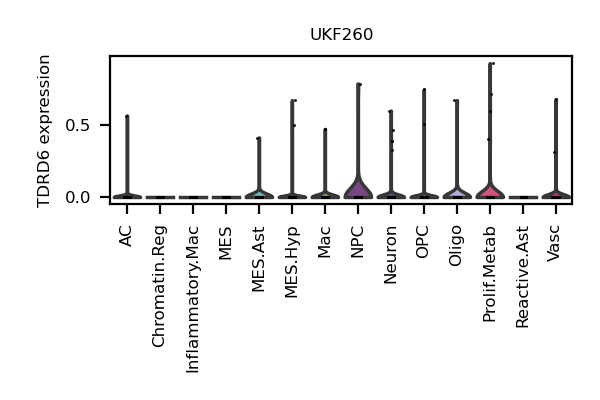 UKF260
TDRD6 expression
0.5
0.0
AC
Chromatin.Reg
Inflammatory.Mac
MES
MES.Ast
MES.Hyp
Mac
NPC
Neuron
OPC
Oligo
Prolif.Metab
Reactive.Ast
Vasc